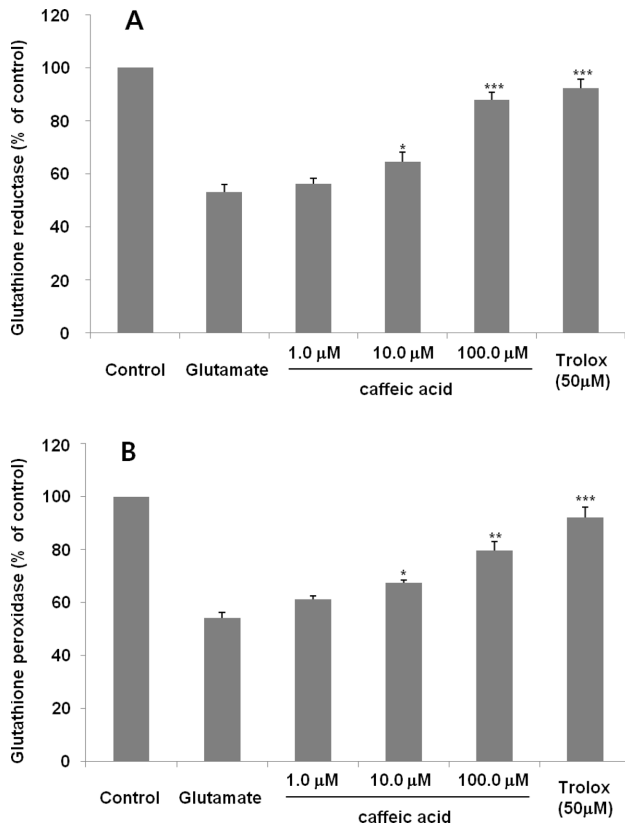 A
Glutathione reductase (% of control)
120
100
80
60
40
20
0
*
***
***
Control
Glutamate
1.0 μM
10.0 μM
100.0 μM
caffeic acid
Trolox
(50μM)
B
Glutathione peroxidase (% of control)
120
100
80
60
40
20
0
*
**
***
Control
Glutamate
1.0 μM
10.0 μM
100.0 μM
caffeic acid
Trolox
(50μM)